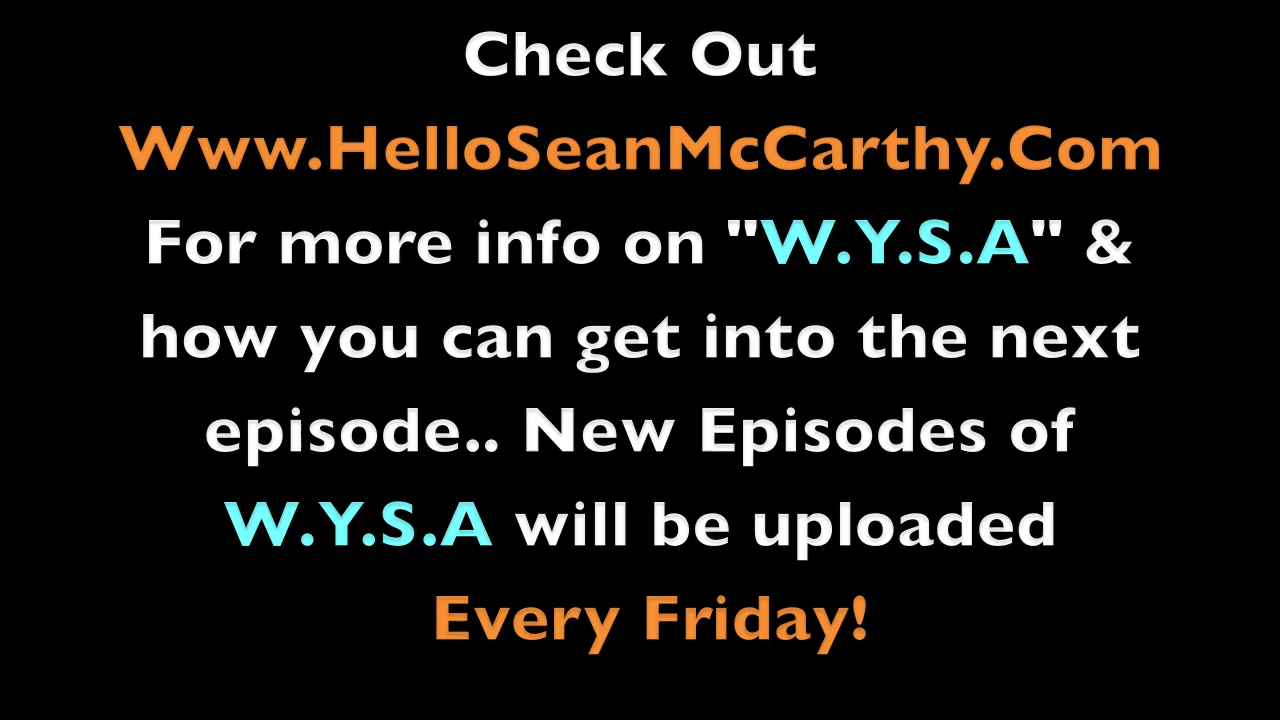 Check Out
Www.HelloSeanMcCarthy.Com
For more info on "W.Y.S.A" &
how you can get into the next
episode.. New Episodes of
W.Y.S.A will be uploaded
Every Friday!